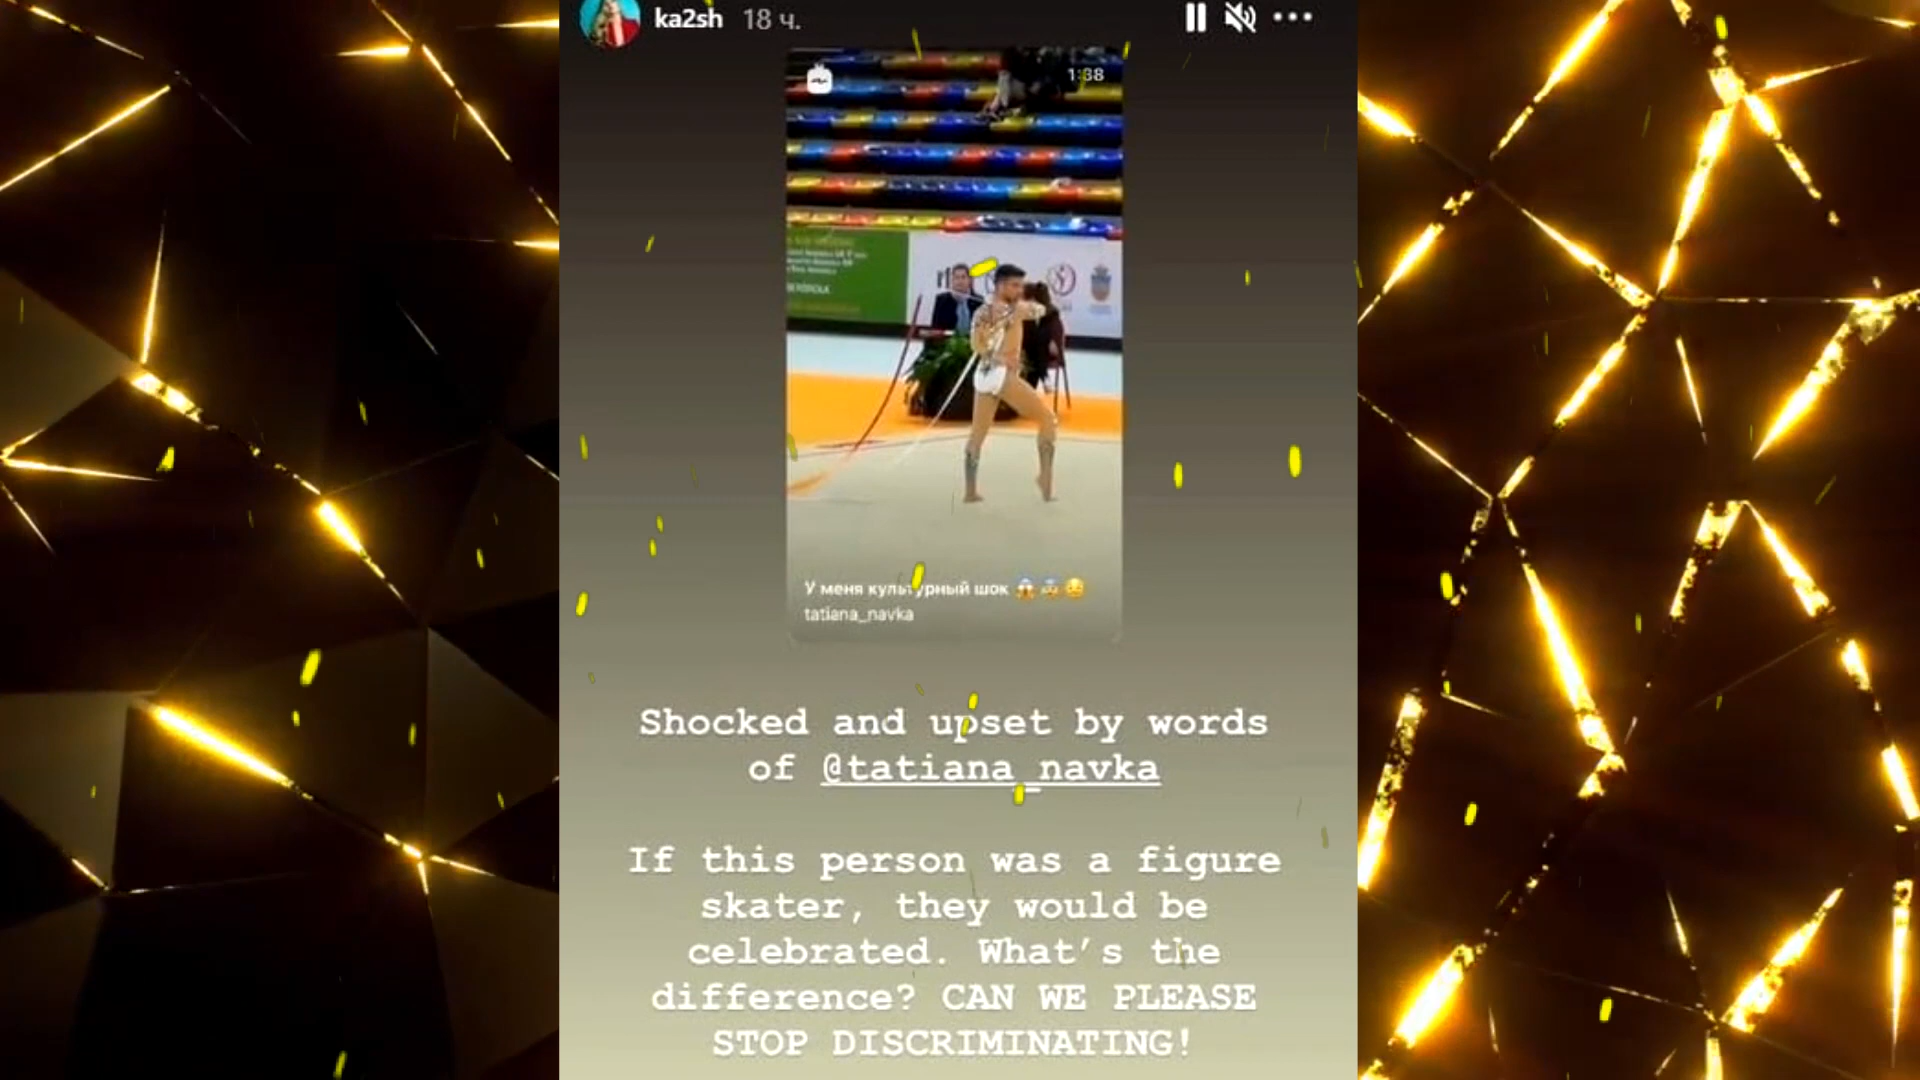 ka2sh 18 ч.
1:38
У меня культурный шок
tatiana_navka
Shocked and upset by words
of @tatiana_navka
If this person was a figure
skater, they would be
celebrated. What's the
difference? CAN WE PLEASE
STOP DISCRIMINATING!